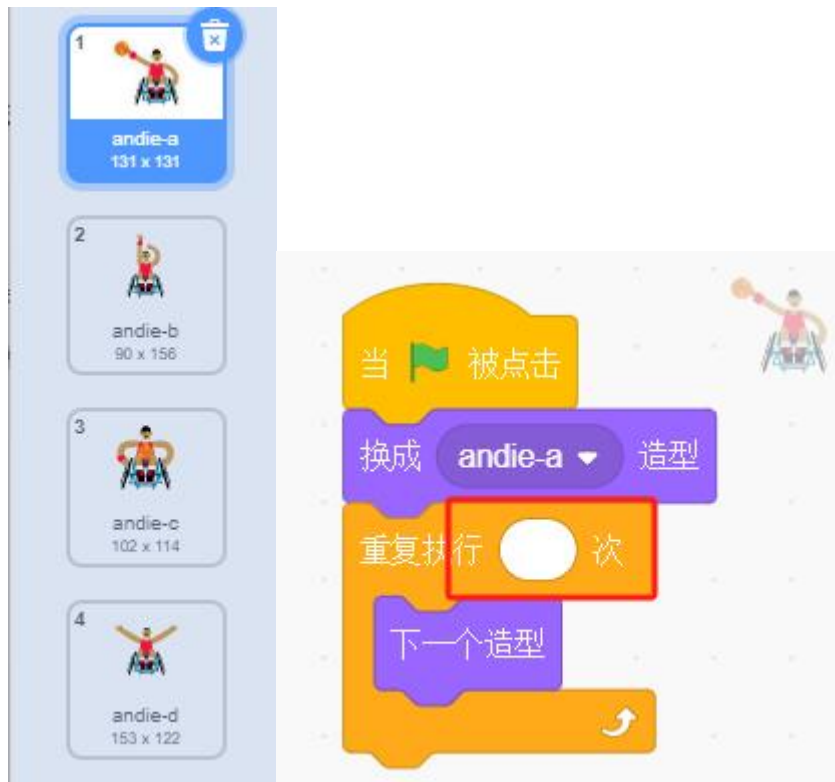 1
andie-a
131 x 131
2
andie-b
90 x 156
3
andie-c
102 x 114
4
andie-d
153 x 122
当 被点击
换成 andie-a 造型
重复执行 次
下一个造型